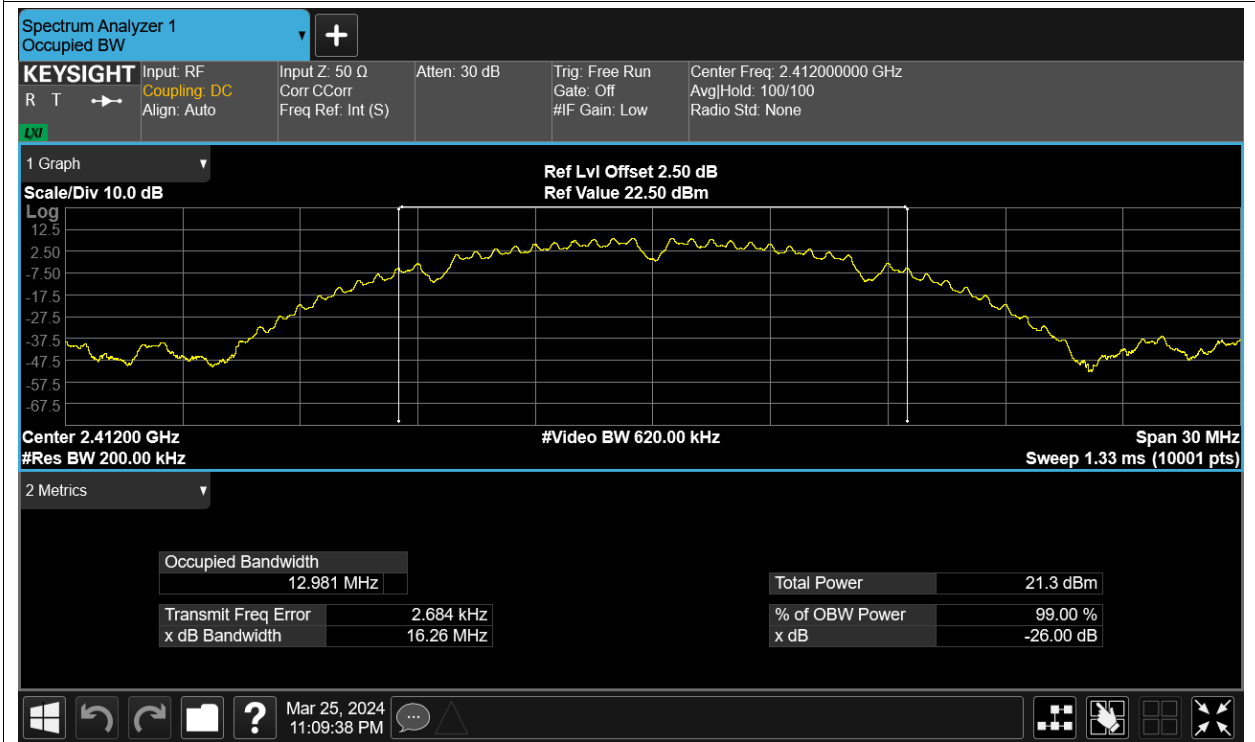 Spectrum Analyzer 1
Occupied BW
▼
+
KEYSIGHT
R T
LXI
Input: RF
Coupling: DC
Align: Auto
Input Z: 50 Ω
Corr CCorr
Freq Ref: Int (S)
Atten: 30 dB
Trig: Free Run
Gate: Off
#IF Gain: Low
Center Freq: 2.412000000 GHz
Avg|Hold: 100/100
Radio Std: None
1 Graph ▼
Scale/Div 10.0 dB
Ref Lvl Offset 2.50 dB
Ref Value 22.50 dBm
Log
12.5
2.50
-7.50
-17.5
-27.5
-37.5
-47.5
-57.5
-67.5
Center 2.41200 GHz
#Res BW 200.00 kHz
#Video BW 620.00 kHz
Span 30 MHz
Sweep 1.33 ms (10001 pts)
2 Metrics ▼
Occupied Bandwidth
12.981 MHz
Transmit Freq Error 2.684 kHz
x dB Bandwidth 16.26 MHz
Total Power 21.3 dBm
% of OBW Power 99.00 %
x dB -26.00 dB
?
Mar 25, 2024
11:09:38 PM